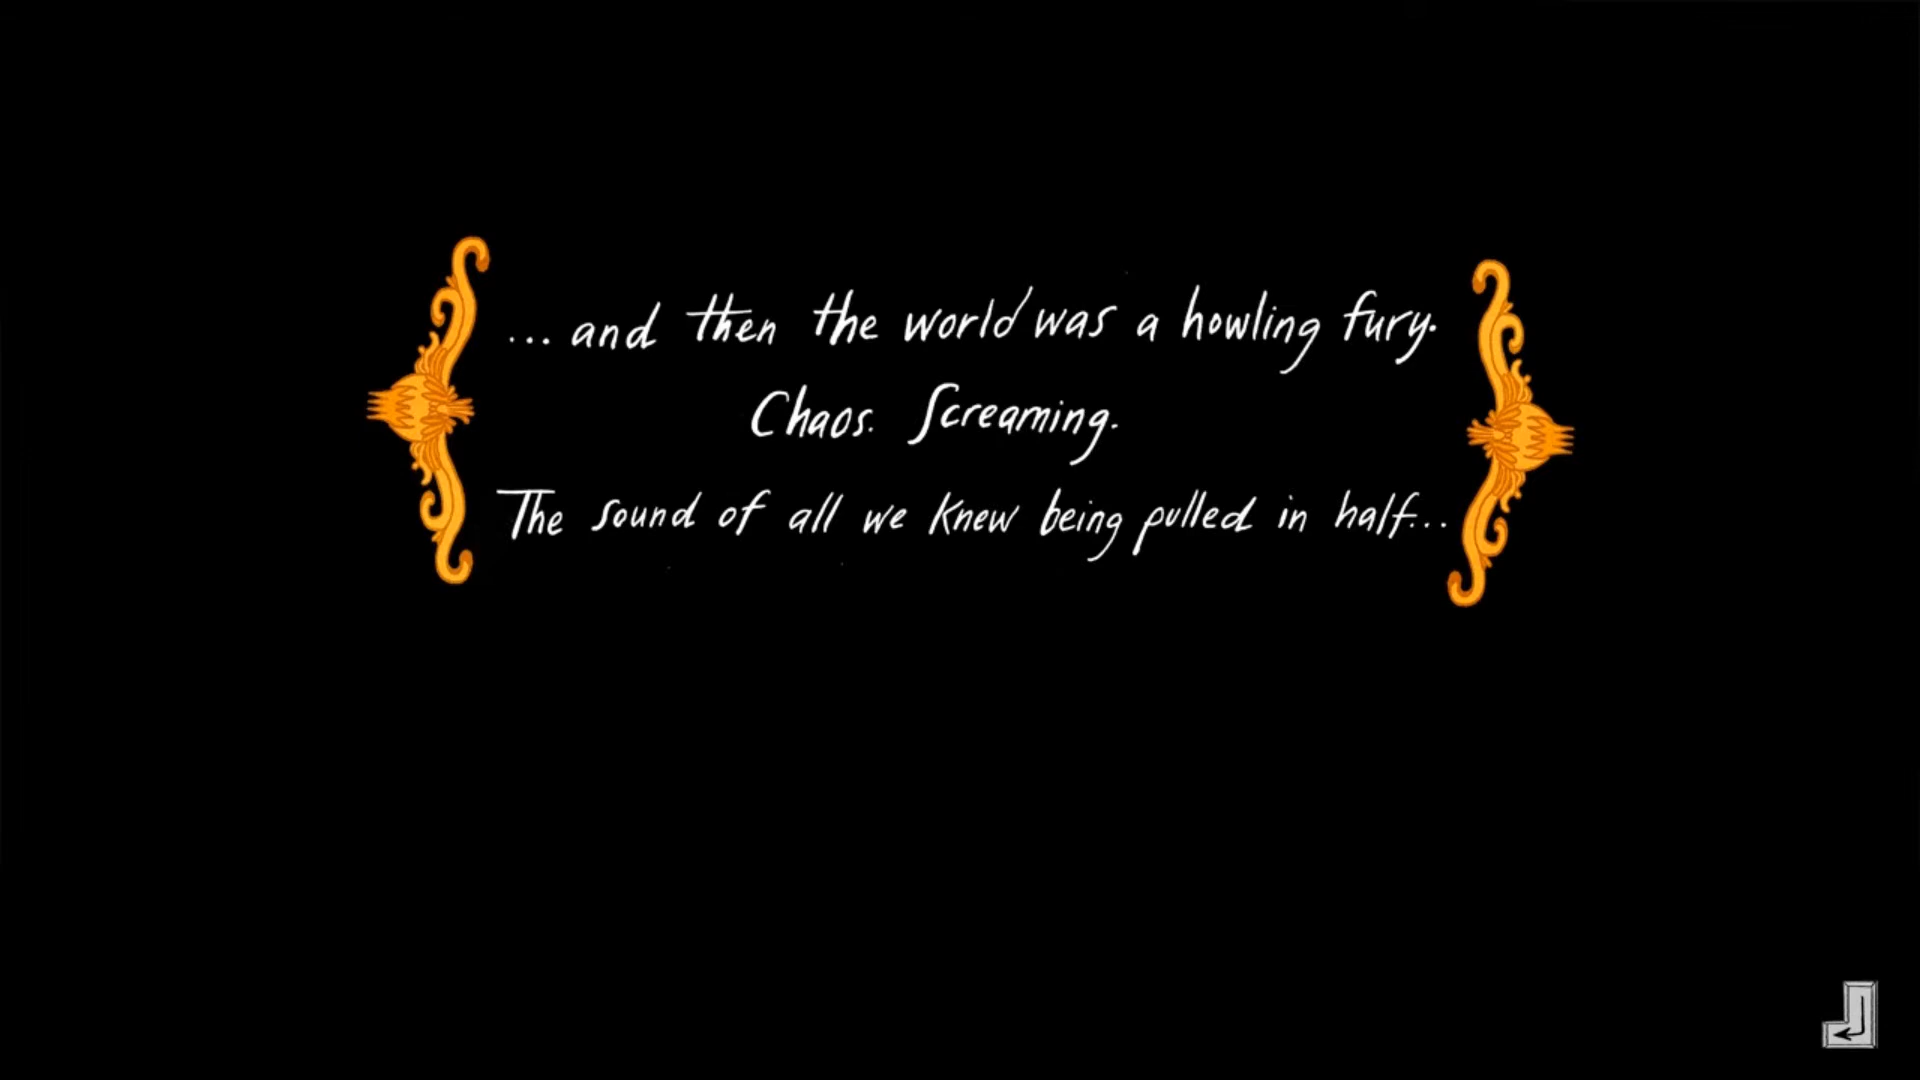 ...and then the world was a howling fury.
Chaos. Screaming.
The sound of all we knew being pulled in half...